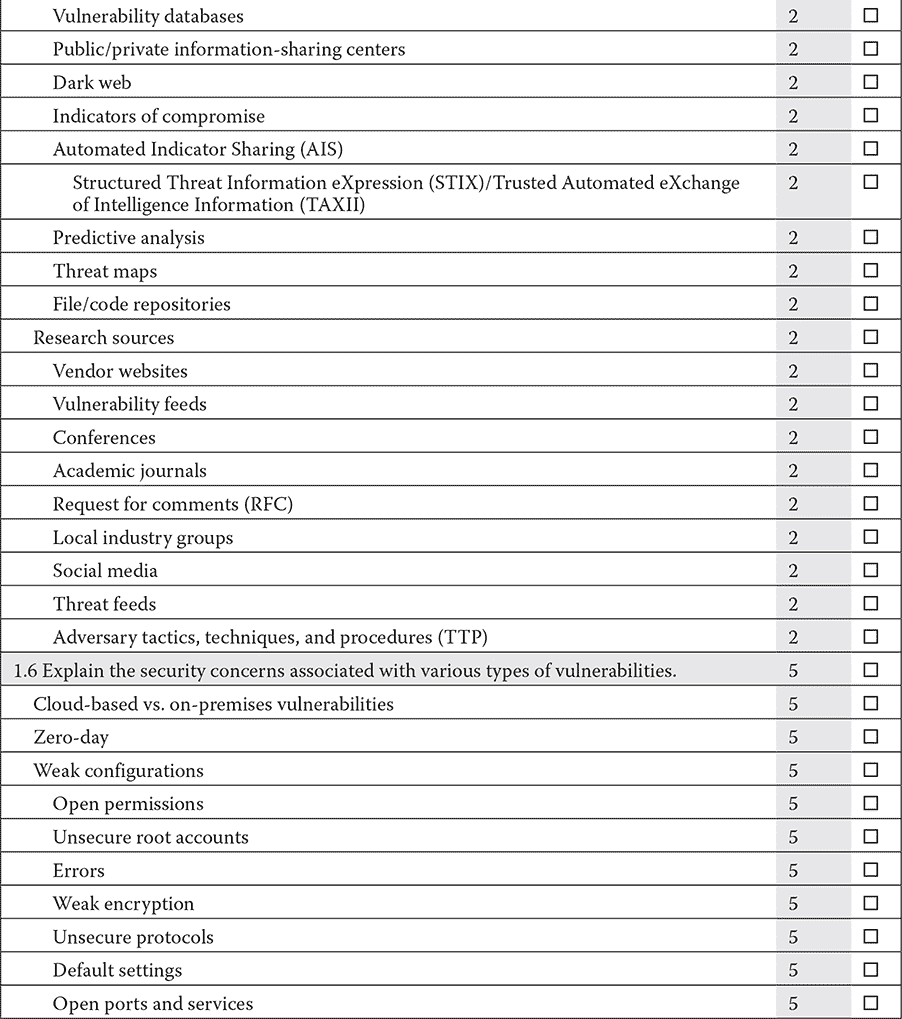 Vulnerability databases 2 ☐
Public/private information-sharing centers 2 ☐
Dark web 2 ☐
Indicators of compromise 2 ☐
Automated Indicator Sharing (AIS) 2 ☐
Structured Threat Information eXpression (STIX)/Trusted Automated eXchange 2 ☐
of Intelligence Information (TAXII)
Predictive analysis 2 ☐
Threat maps 2 ☐
File/code repositories 2 ☐
Research sources 2 ☐
Vendor websites 2 ☐
Vulnerability feeds 2 ☐
Conferences 2 ☐
Academic journals 2 ☐
Request for comments (RFC) 2 ☐
Local industry groups 2 ☐
Social media 2 ☐
Threat feeds 2 ☐
Adversary tactics, techniques, and procedures (TTP) 2 ☐
1.6 Explain the security concerns associated with various types of vulnerabilities. 5 ☐
Cloud-based vs. on-premises vulnerabilities 5 ☐
Zero-day 5 ☐
Weak configurations 5 ☐
Open permissions 5 ☐
Unsecure root accounts 5 ☐
Errors 5 ☐
Weak encryption 5 ☐
Unsecure protocols 5 ☐
Default settings 5 ☐
Open ports and services 5 ☐